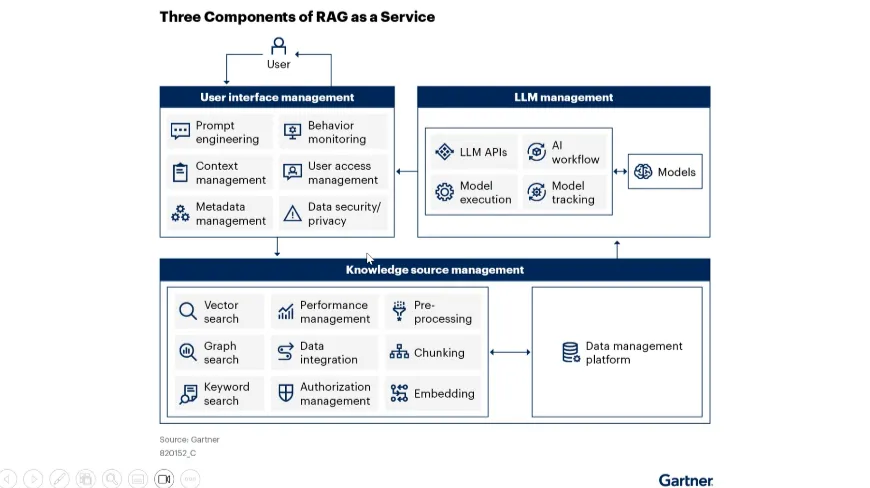 Three Components of RAG as a Service
User
User interface management
Prompt
engineering
Behavior
monitoring
Context
management
User access
management
Metadata
management
Data security/
privacy
LLM management
LLM APIs
AI
workflow
Model
execution
Model
tracking
Models
Knowledge source management
Vector
search
Performance
management
Pre-
processing
Graph
search
Data
integration
Chunking
Keyword
search
Authorization
management
Embedding
Data management
platform
Source: Gartner
820152_C
Gartner